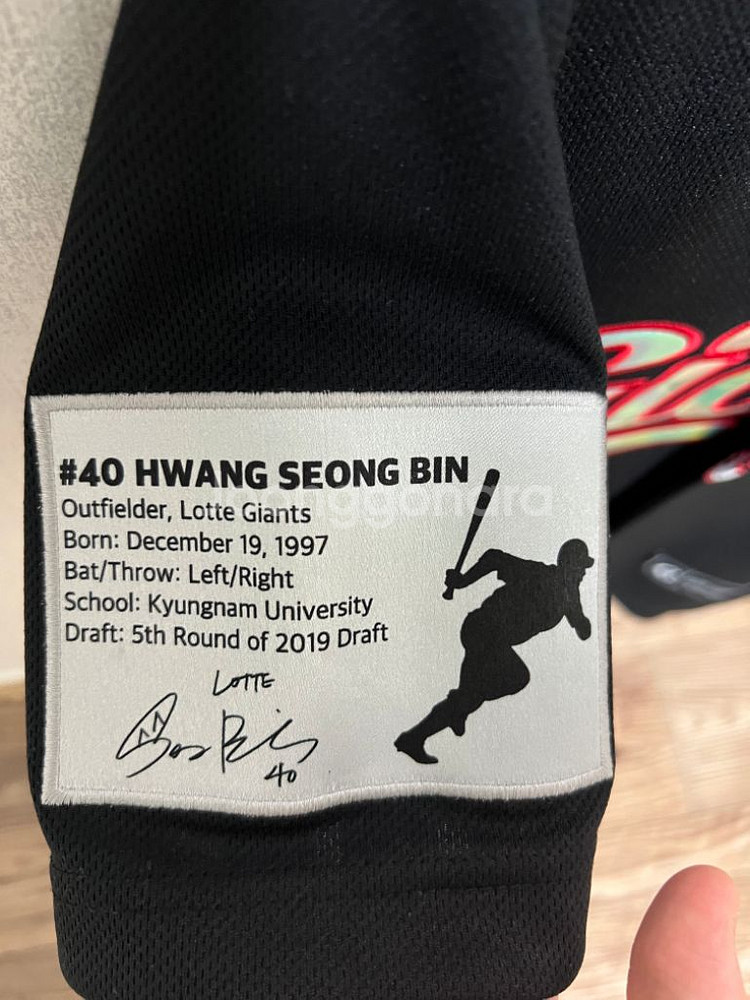 #40 HWANG SEONG BIN
joonggonara
Outfielder, Lotte Giants
Born: December 19, 1997
Bat/Throw: Left/Right
School: Kyungnam University
Draft: 5th Round of 2019 Draft
LOTTE
40